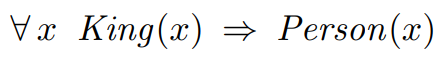 ∀ x King(x) ⇒ Person(x)